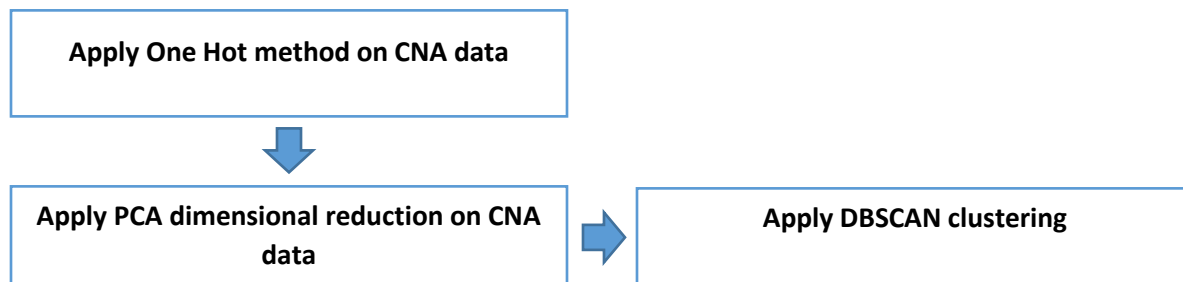 Apply One Hot method on CNA data
Apply PCA dimensional reduction on CNA
data
Apply DBSCAN clustering